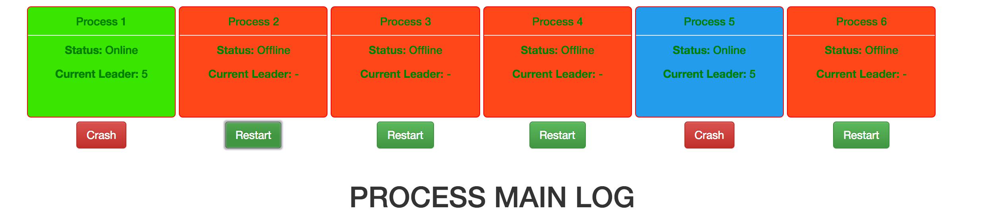 Process 1
Status: Online
Current Leader: 5
Crash
Process 2
Status: Offline
Current Leader: -
Restart
Process 3
Status: Offline
Current Leader: -
Restart
Process 4
Status: Offline
Current Leader: -
Restart
Process 5
Status: Online
Current Leader: 5
Crash
Process 6
Status: Offline
Current Leader: -
Restart
PROCESS MAIN LOG